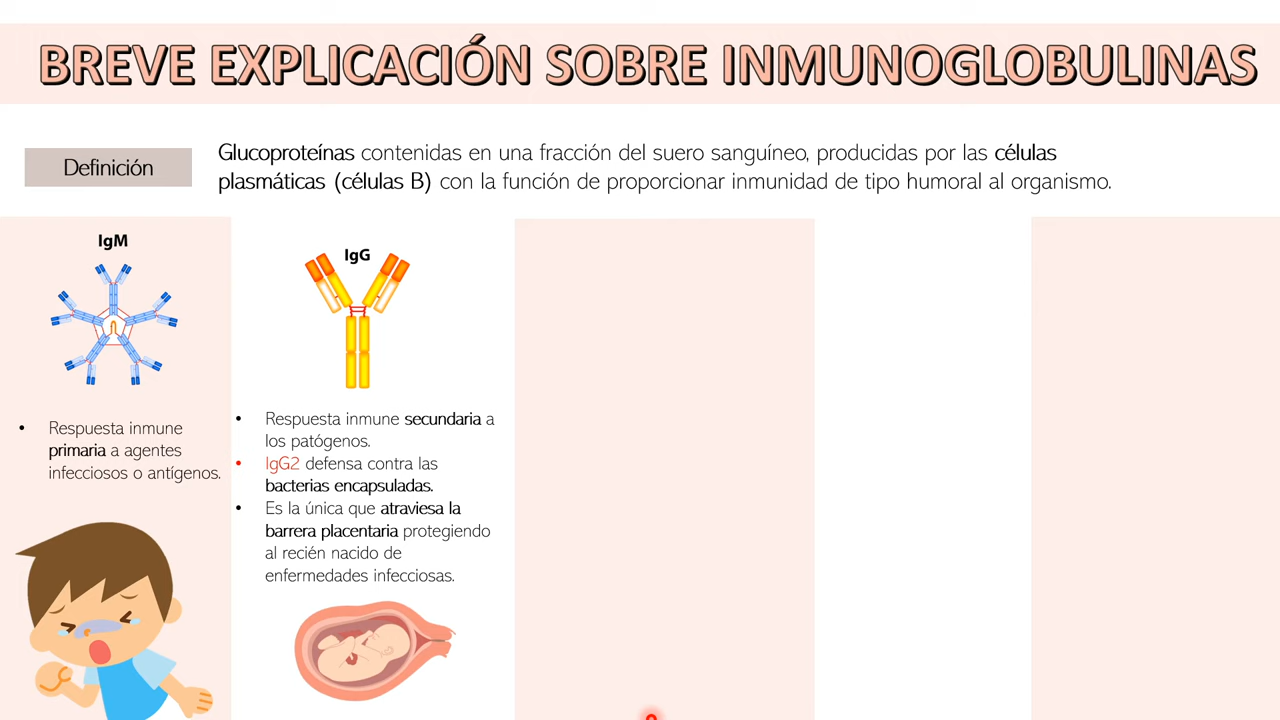 BREVE EXPLICACIÓN SOBRE INMUNOGLOBULINAS
Definición
Glucoproteínas contenidas en una fracción del suero sanguíneo, producidas por las células
plasmáticas (células B) con la función de proporcionar inmunidad de tipo humoral al organismo.
IgM
• Respuesta inmune
primaria a agentes
infecciosos o antígenos.
IgG
• Respuesta inmune secundaria a
los patógenos.
• IgG2 defensa contra las
bacterias encapsuladas.
• Es la única que atraviesa la
barrera placentaria protegiendo
al recién nacido de
enfermedades infecciosas.